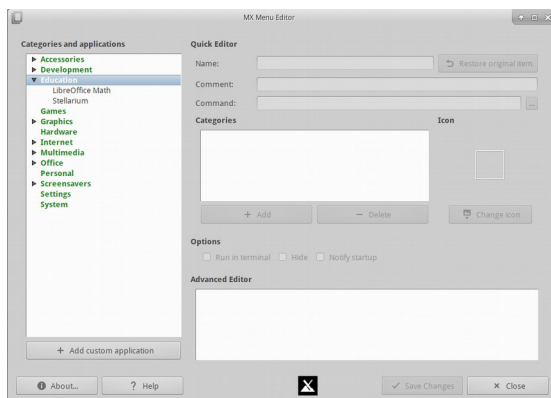 MX Menu Editor
Categories and applications
Accessories
Development
Education
LibreOffice Math
Stellarium
Games
Graphics
Hardware
Internet
Multimedia
Office
Personal
Screensavers
Settings
System
+ Add custom application
Quick Editor
Name:
Restore original item
Comment:
Command:
...
Categories
Icon
+ Add
− Delete
Change icon
Options
Run in terminal
Hide
Notify startup
Advanced Editor
About...
? Help
Save Changes
Close